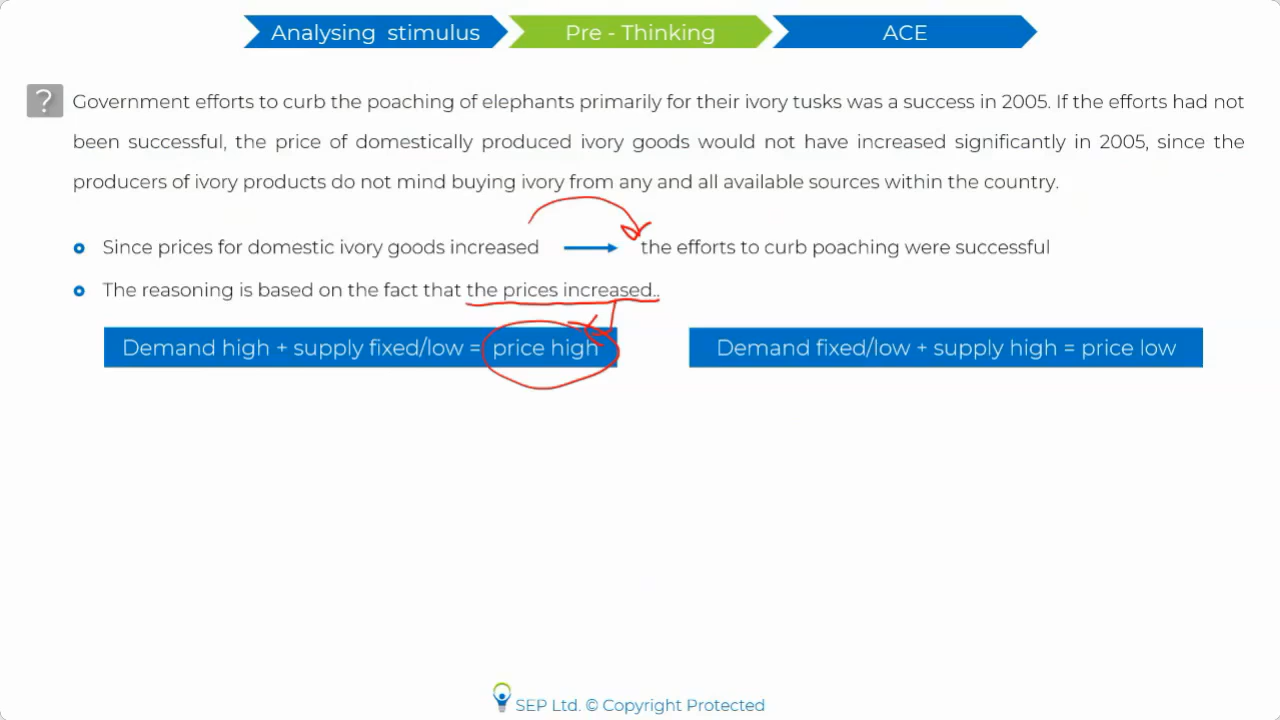 Analysing stimulus
Pre - Thinking
ACE
?
Government efforts to curb the poaching of elephants primarily for their ivory tusks was a success in 2005. If the efforts had not
been successful, the price of domestically produced ivory goods would not have increased significantly in 2005, since the
producers of ivory products do not mind buying ivory from any and all available sources within the country.
Since prices for domestic ivory goods increased
the efforts to curb poaching were successful
The reasoning is based on the fact that the prices increased..
Demand high + supply fixed/low = price high
Demand fixed/low + supply high = price low
SEP Ltd. © Copyright Protected